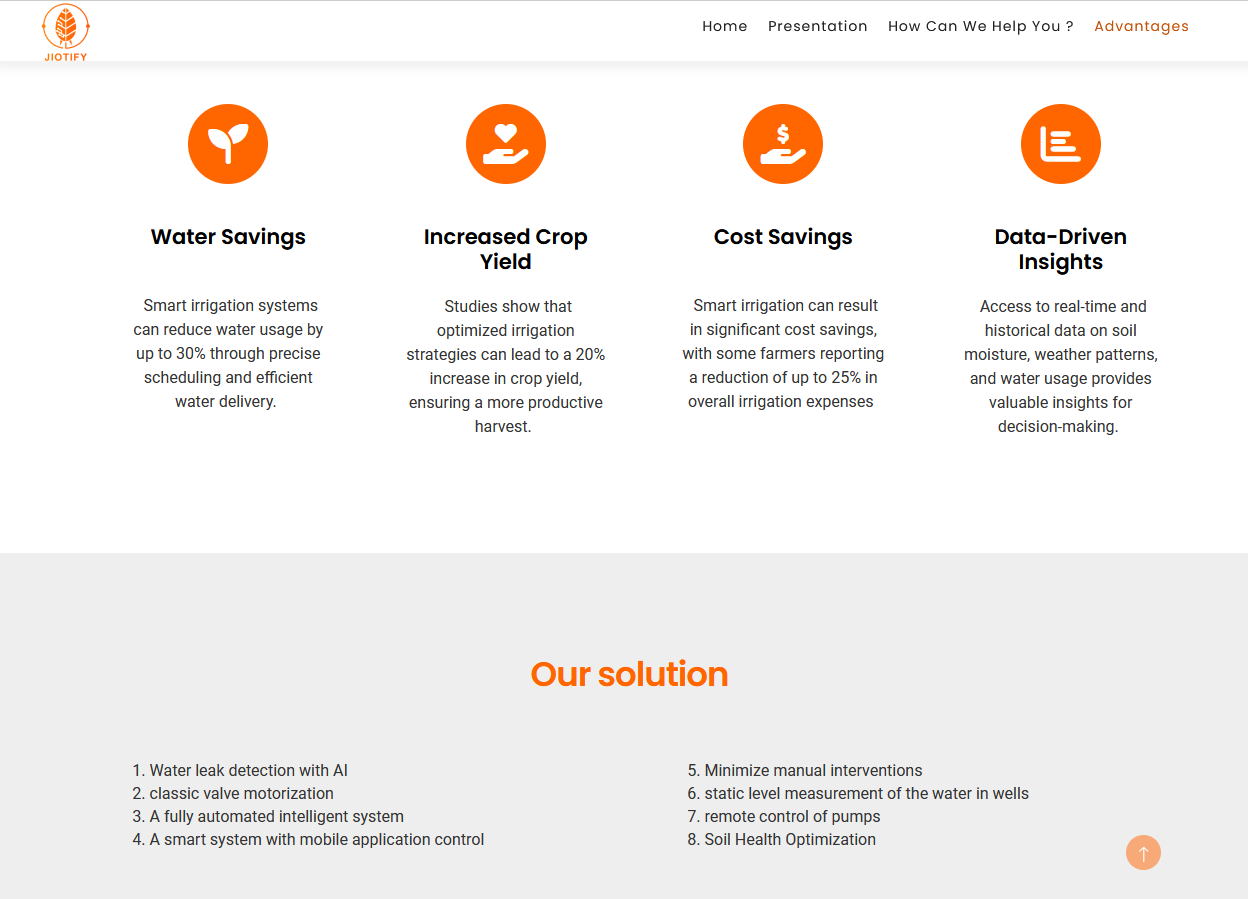 JIOTIFY
Home Presentation How Can We Help You ? Advantages
Water Savings
Smart irrigation systems
can reduce water usage by
up to 30% through precise
scheduling and efficient
water delivery.
Increased Crop
Yield
Studies show that
optimized irrigation
strategies can lead to a 20%
increase in crop yield,
ensuring a more productive
harvest.
Cost Savings
Smart irrigation can result
in significant cost savings,
with some farmers reporting
a reduction of up to 25% in
overall irrigation expenses
Data-Driven
Insights
Access to real-time and
historical data on soil
moisture, weather patterns,
and water usage provides
valuable insights for
decision-making.
Our solution
1. Water leak detection with AI
2. classic valve motorization
3. A fully automated intelligent system
4. A smart system with mobile application control
5. Minimize manual interventions
6. static level measurement of the water in wells
7. remote control of pumps
8. Soil Health Optimization